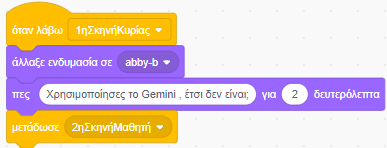 όταν λάβω 1ηΣκηνήΚυρίας
άλλαξε ενδυμασία σε abby-b
πες Χρησιμοποίησες το Gemini , έτσι δεν είναι; για 2 δευτερόλεπτα
μετάδωσε 2ηΣκηνήΜαθητή